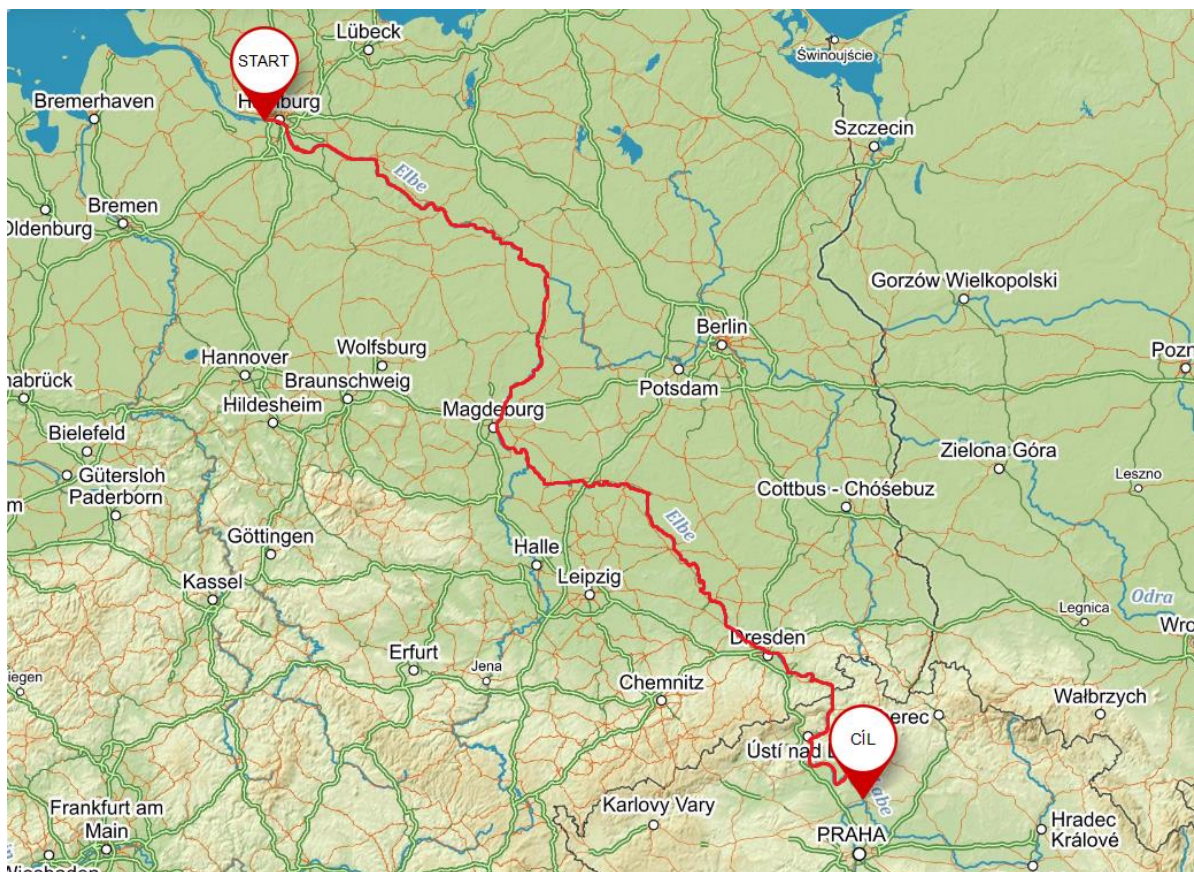 Lübeck
START
Świnoujście
Bremerhaven
Hamburg
Szczecin
Elbe
Bremen
Oldenburg
Gorzów Wielkopolski
Berlin
Wolfsburg
Hannover
Pozn
nabrück
Braunschweig
Potsdam
Hildesheim
Magdeburg
Bielefeld
Zielona Góra
Gütersloh
Leszno
Paderborn
Cottbus - Chóśebuz
m
Elbe
Göttingen
Halle
Kassel
Leipzig
Odra
Legnica
Wro
Dresden
Erfurt
Jena
iegen
Chemnitz
Wałbrzych
erec
CÍL
Ústí nad L
abe
Karlovy Vary
Frankfurt am
Main
Hradec
Králové
PRAHA
Wiesbaden